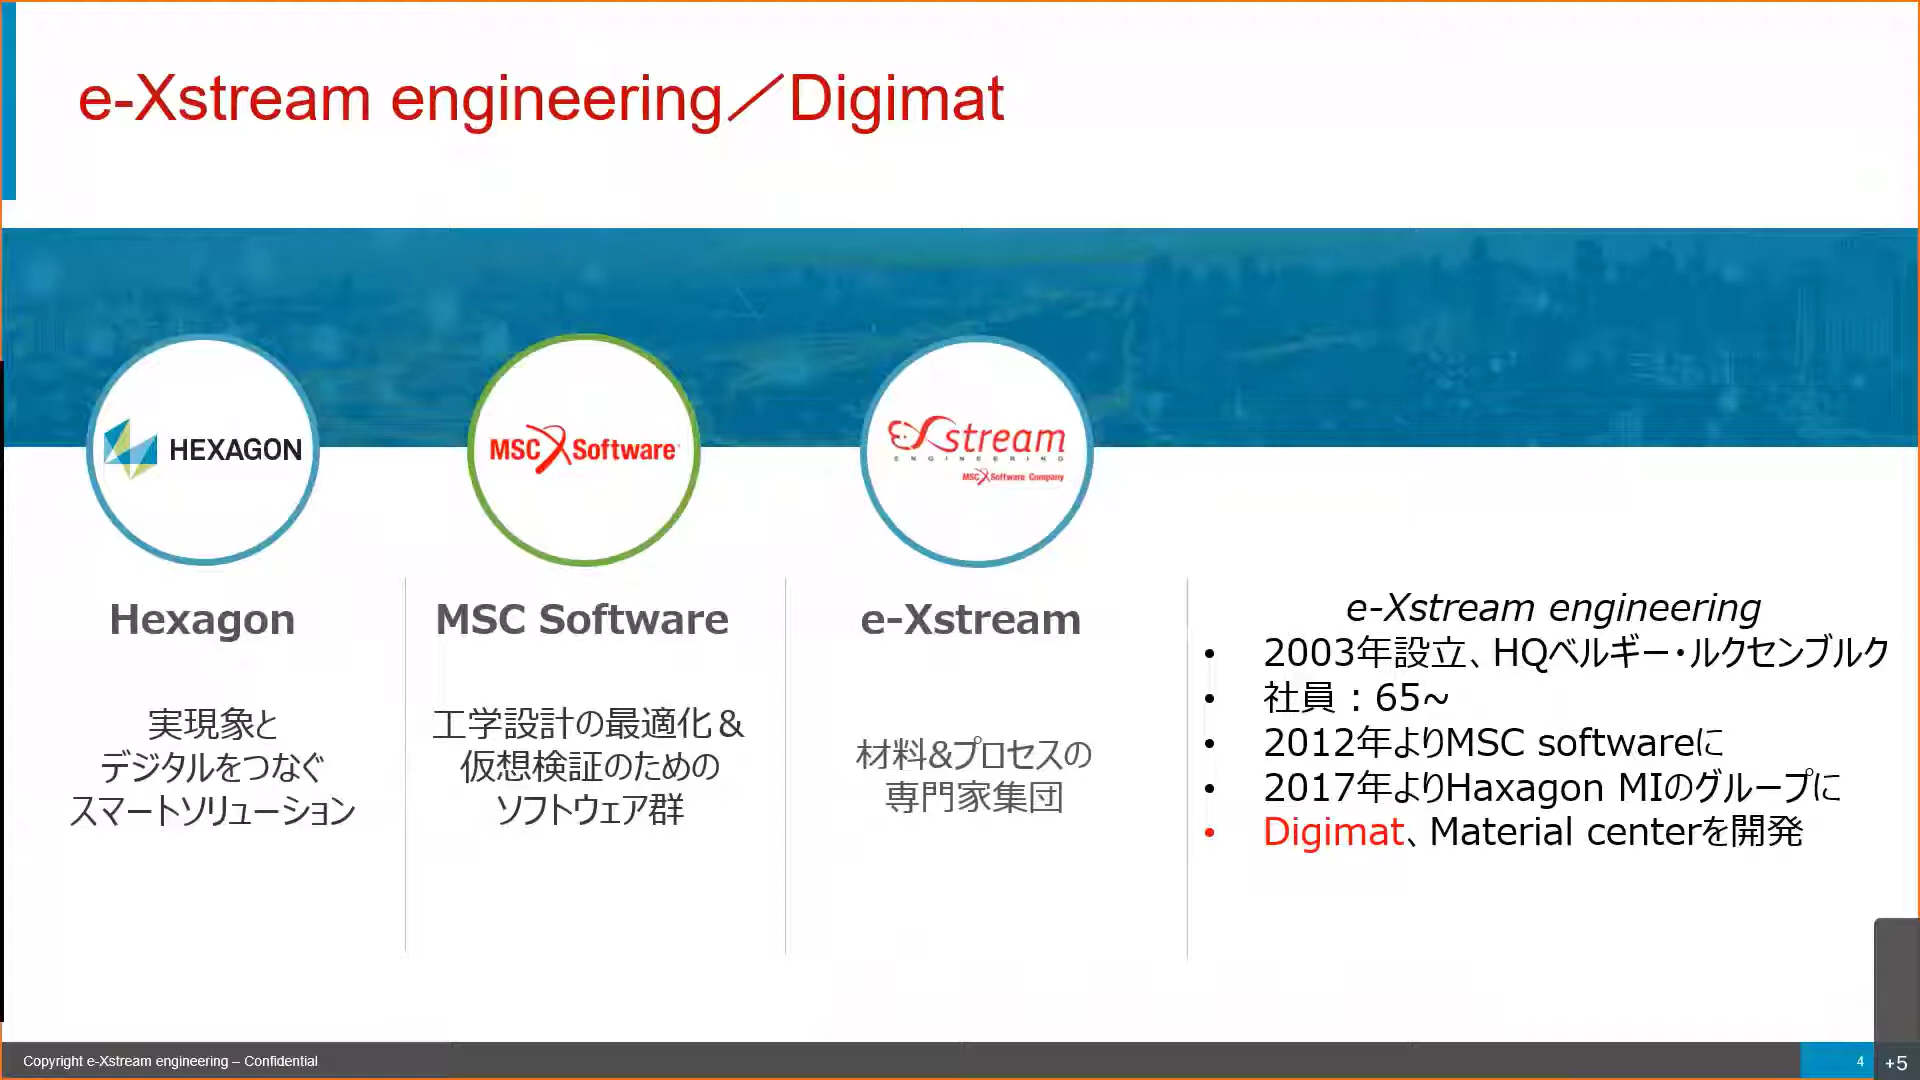 e-Xstream engineering／Digimat
HEXAGON
MSC Software
eXstream
ENGINEERING
MSC Software Company
Hexagon
実現象と
デジタルをつなぐ
スマートソリューション
MSC Software
工学設計の最適化＆
仮想検証のための
ソフトウェア群
e-Xstream
材料&プロセスの
専門家集団
e-Xstream engineering
• 2003年設立、HQベルギー・ルクセンブルク
• 社員：65~
• 2012年よりMSC softwareに
• 2017年よりHaxagon MIのグループに
• Digimat、Material centerを開発
Copyright e-Xstream engineering – Confidential
4
+5